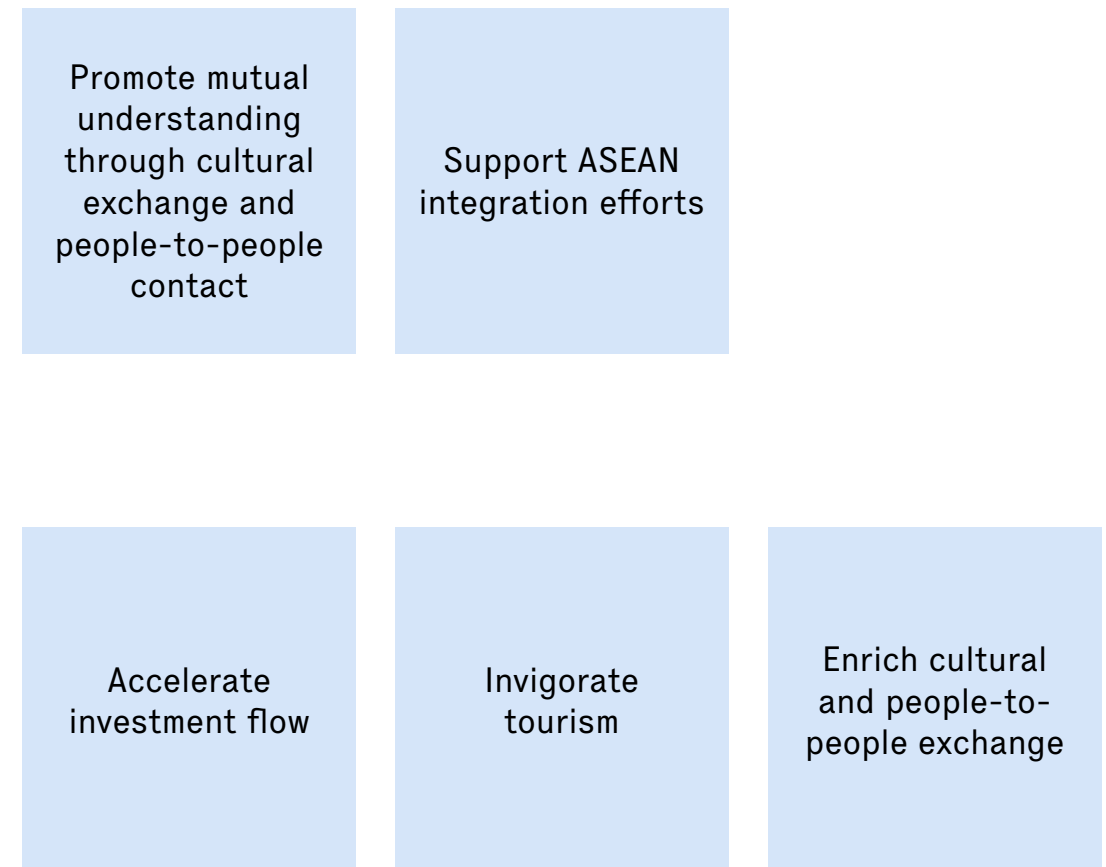 Promote mutual
understanding
through cultural
exchange and
people-to-people
contact
Support ASEAN
integration efforts
Accelerate
investment flow
Invigorate
tourism
Enrich cultural
and people-to-
people exchange